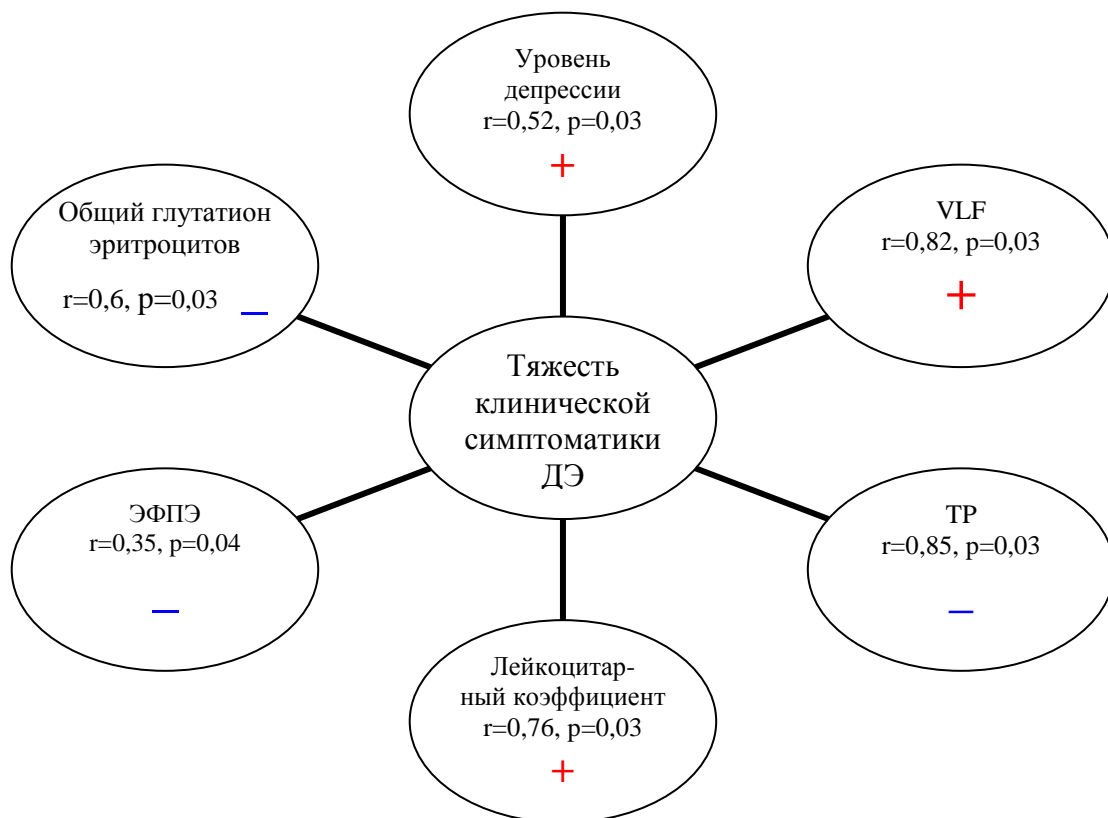 Уровень
депрессии
r=0,52, p=0,03
+
Общий глутатион
эритроцитов
r=0,6, p=0,03 –
VLF
r=0,82, p=0,03
+
Тяжесть
клинической
симптоматики
ДЭ
ЭФПЭ
r=0,35, p=0,04
–
TP
r=0,85, p=0,03
–
Лейкоцитар-
ный коэффициент
r=0,76, p=0,03
+